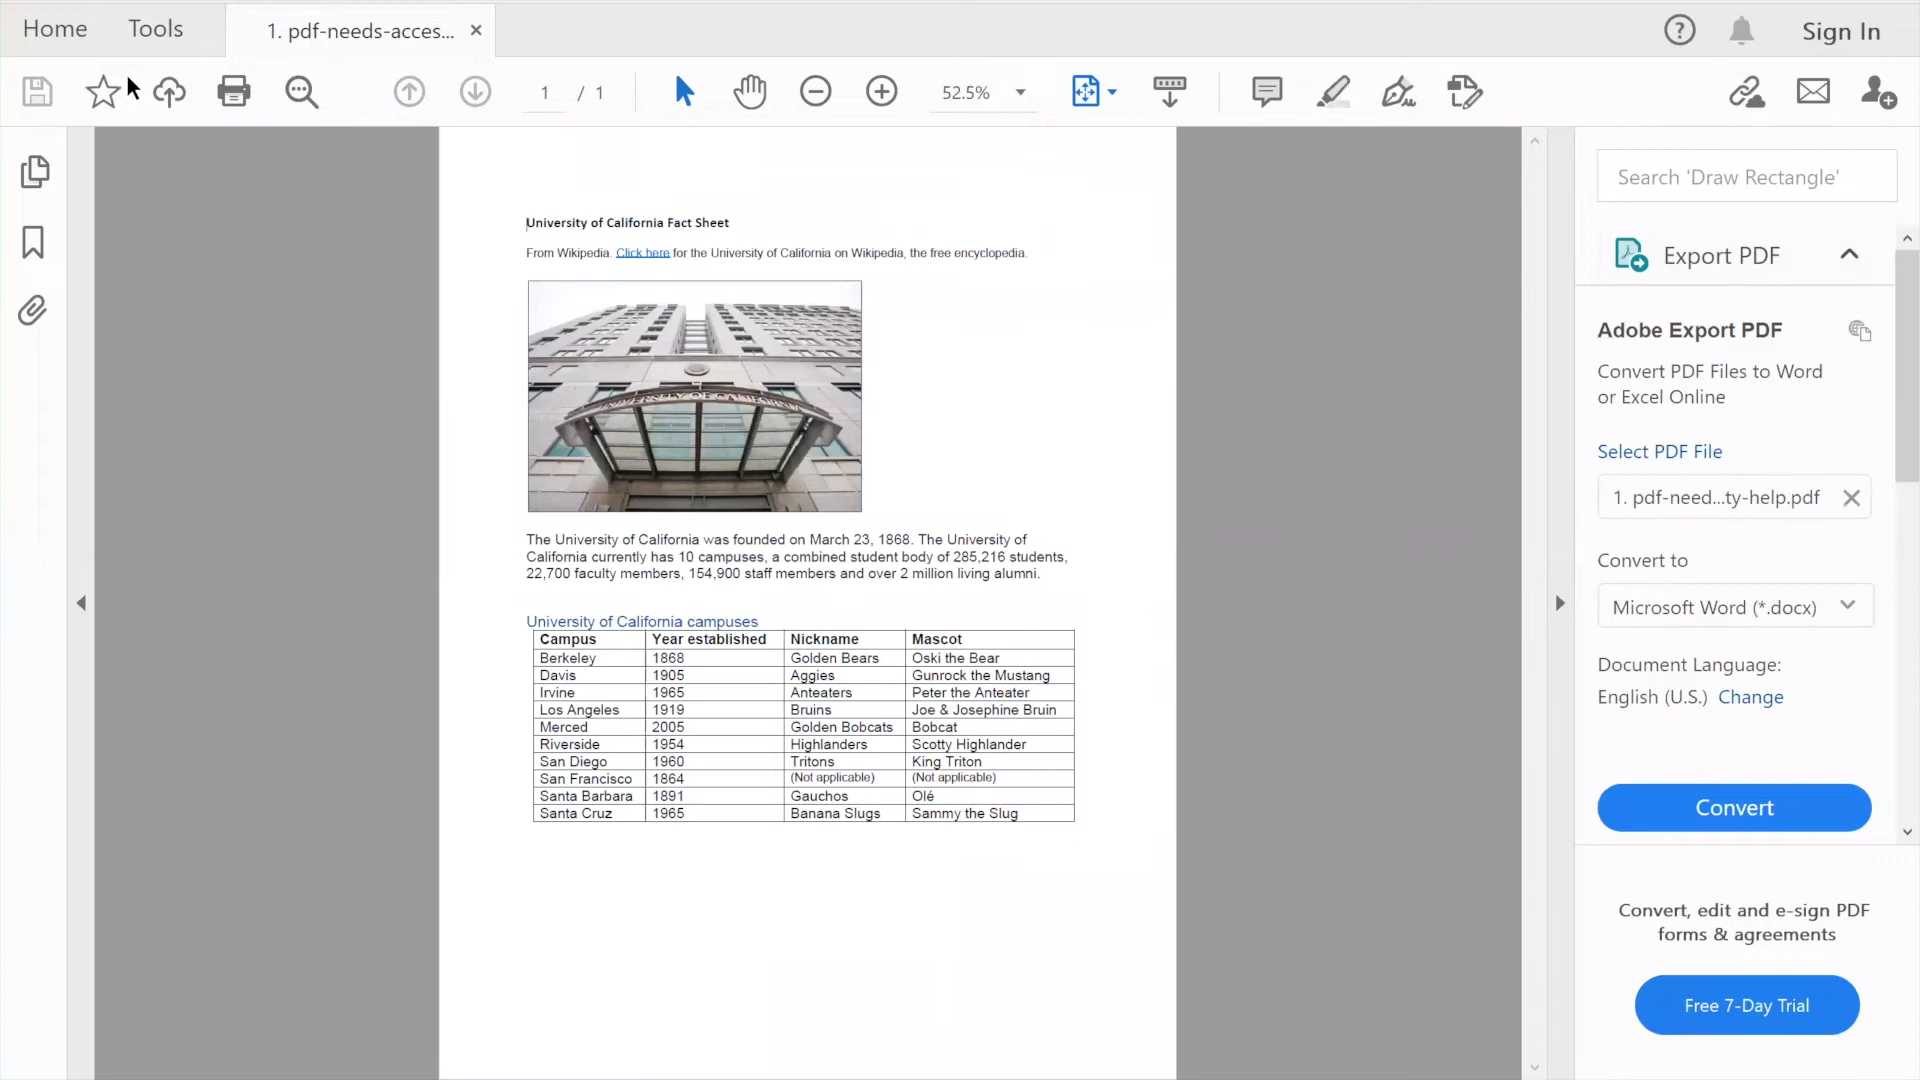 Home Tools 1. pdf-needs-acces... Sign In
1 / 1 52.5%
Search 'Draw Rectangle'
Export PDF
Adobe Export PDF
Convert PDF Files to Word
or Excel Online
Select PDF File
1. pdf-need...ty-help.pdf
Convert to
Microsoft Word (*.docx)
Document Language:
English (U.S.) Change
Convert
Convert, edit and e-sign PDF
forms & agreements
Free 7-Day Trial
University of California Fact Sheet
From Wikipedia. Click here for the University of California on Wikipedia, the free encyclopedia.
UNIVERSITY OF CALIFORNIA
The University of California was founded on March 23, 1868. The University of
California currently has 10 campuses, a combined student body of 285,216 students,
22,700 faculty members, 154,900 staff members and over 2 million living alumni.
University of California campuses
Campus Year established Nickname Mascot
Berkeley 1868 Golden Bears Oski the Bear
Davis 1905 Aggies Gunrock the Mustang
Irvine 1965 Anteaters Peter the Anteater
Los Angeles 1919 Bruins Joe & Josephine Bruin
Merced 2005 Golden Bobcats Bobcat
Riverside 1954 Highlanders Scotty Highlander
San Diego 1960 Tritons King Triton
San Francisco 1864 (Not applicable) (Not applicable)
Santa Barbara 1891 Gauchos Olé
Santa Cruz 1965 Banana Slugs Sammy the Slug